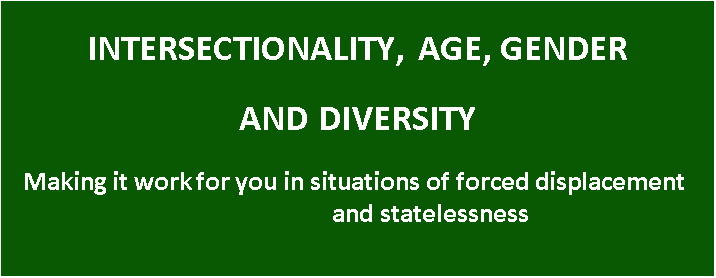 INTERSECTIONALITY, AGE, GENDER
AND DIVERSITY
Making it work for you in situations of forced displacement
and statelessness